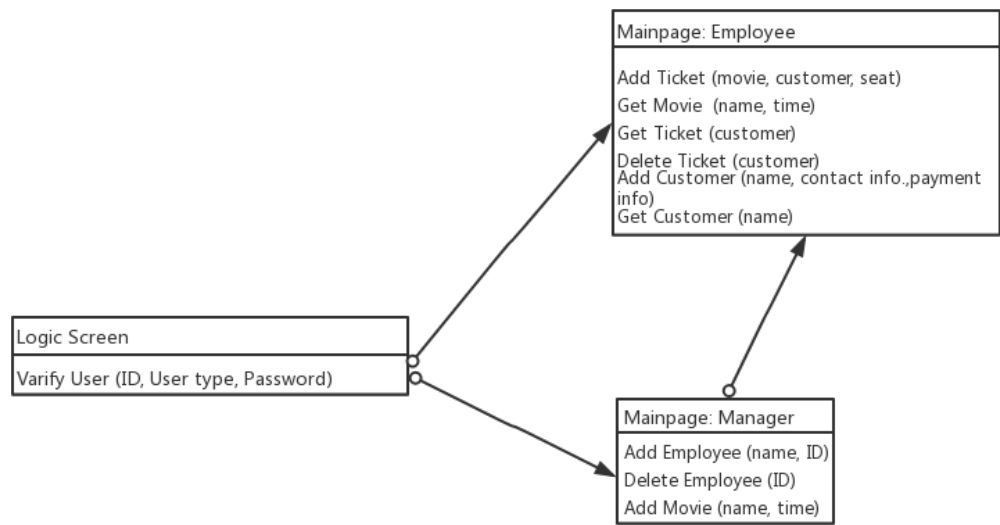 Mainpage: Employee
Add Ticket (movie, customer, seat)
Get Movie  (name, time)
Get Ticket (customer)
Delete Ticket (customer)
Add Customer (name, contact info.,payment
info)
Get Customer (name)
Logic Screen
Varify User (ID, User type, Password)
Mainpage: Manager
Add Employee (name, ID)
Delete Employee (ID)
Add Movie (name, time)